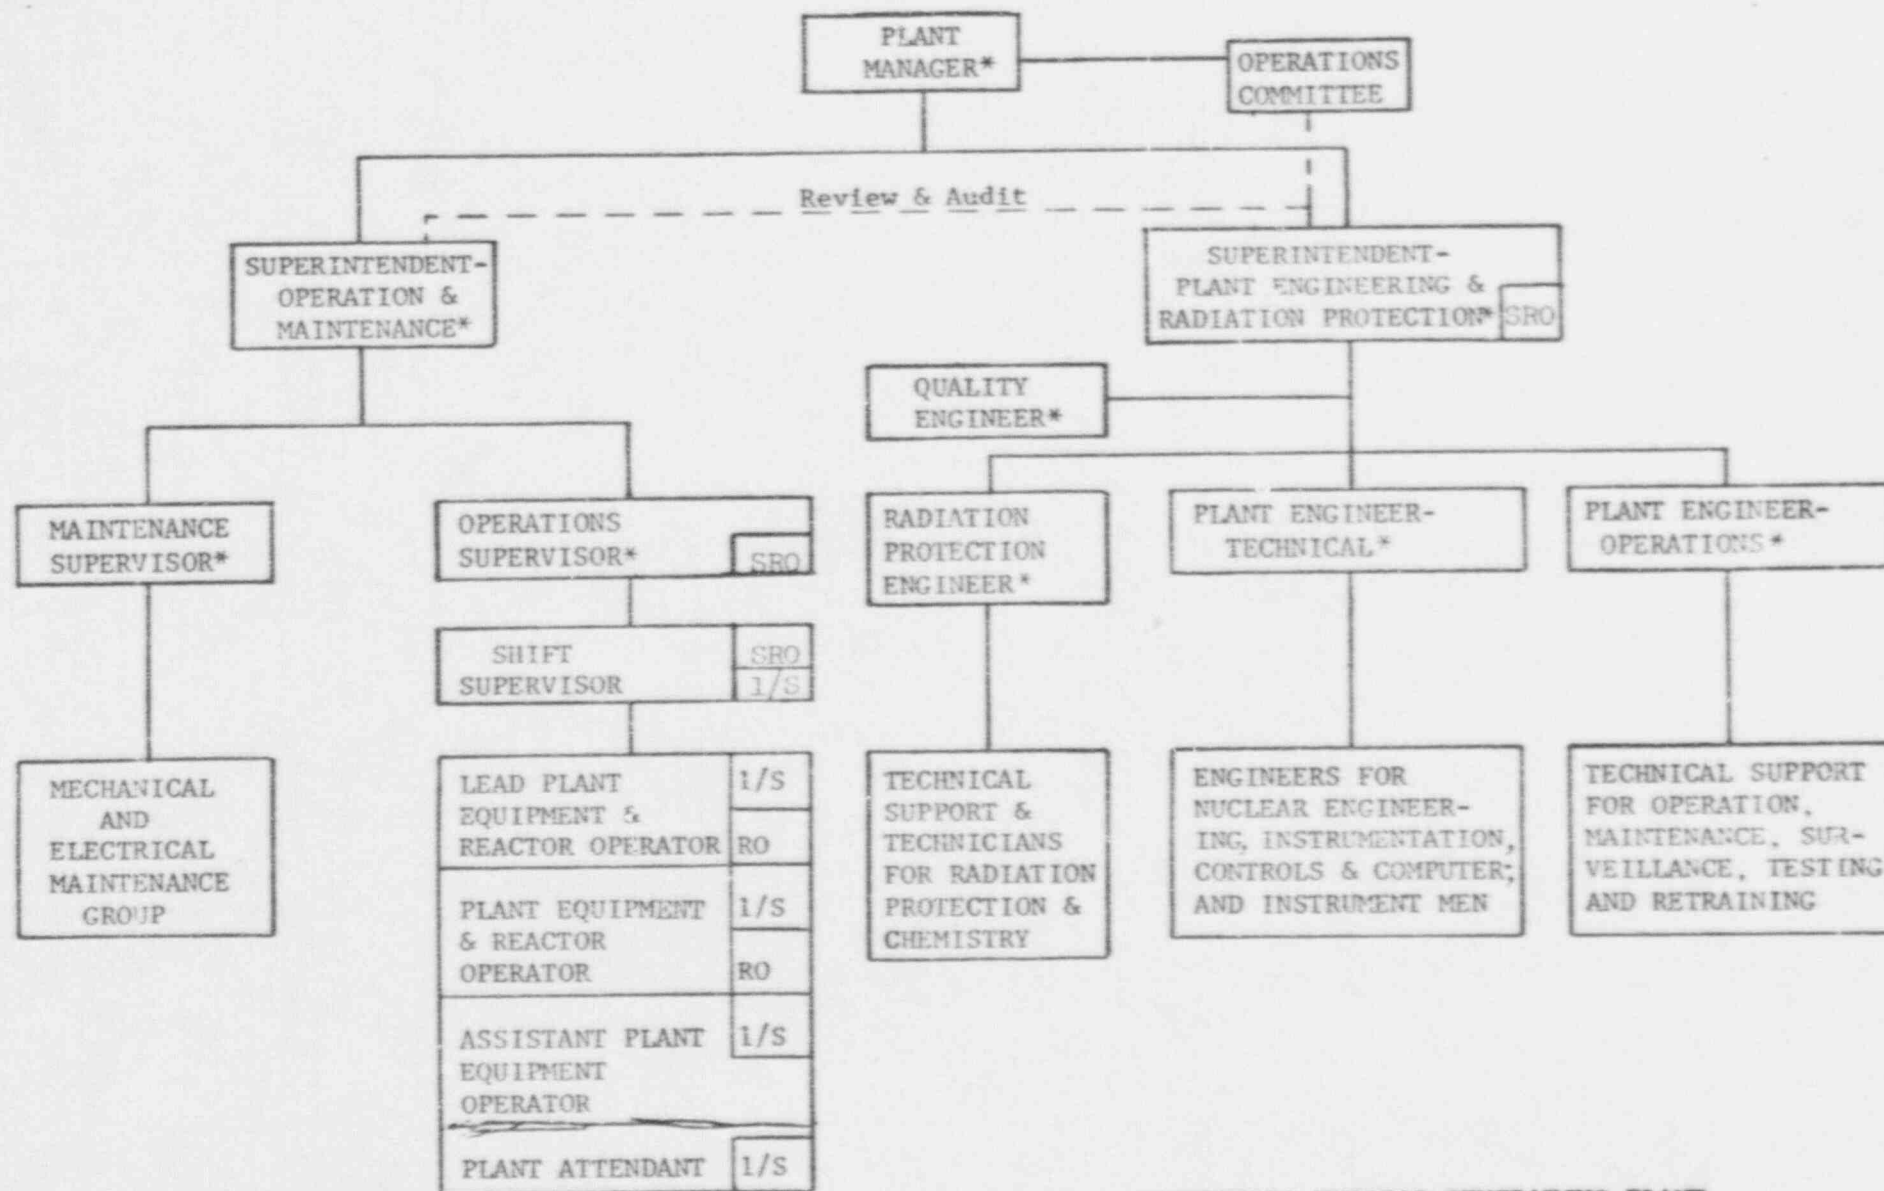 PLANT
MANAGER*
OPERATIONS
COMMITTEE
Review & Audit
SUPERINTENDENT-
OPERATION &
MAINTENANCE*
SUPERINTENDENT-
PLANT ENGINEERING &
RADIATION PROTECTION*
SRO
QUALITY
ENGINEER*
MAINTENANCE
SUPERVISOR*
OPERATIONS
SUPERVISOR*
SRO
RADIATION
PROTECTION
ENGINEER*
PLANT ENGINEER-
TECHNICAL*
PLANT ENGINEER-
OPERATIONS*
SHIFT
SUPERVISOR
SRO
1/S
MECHANICAL
AND
ELECTRICAL
MAINTENANCE
GROUP
LEAD PLANT
EQUIPMENT &
REACTOR OPERATOR
1/S
RO
PLANT EQUIPMENT
& REACTOR
OPERATOR
1/S
RO
ASSISTANT PLANT
EQUIPMENT
OPERATOR
1/S
PLANT ATTENDANT
1/S
TECHNICAL
SUPPORT &
TECHNICIANS
FOR RADIATION
PROTECTION &
CHEMISTRY
ENGINEERS FOR
NUCLEAR ENGINEER-
ING, INSTRUMENTATION,
CONTROLS & COMPUTER;
AND INSTRUMENT MEN
TECHNICAL SUPPORT
FOR OPERATION,
MAINTENANCE, SUR-
VEILLANCE, TESTING
AND RETRAINING